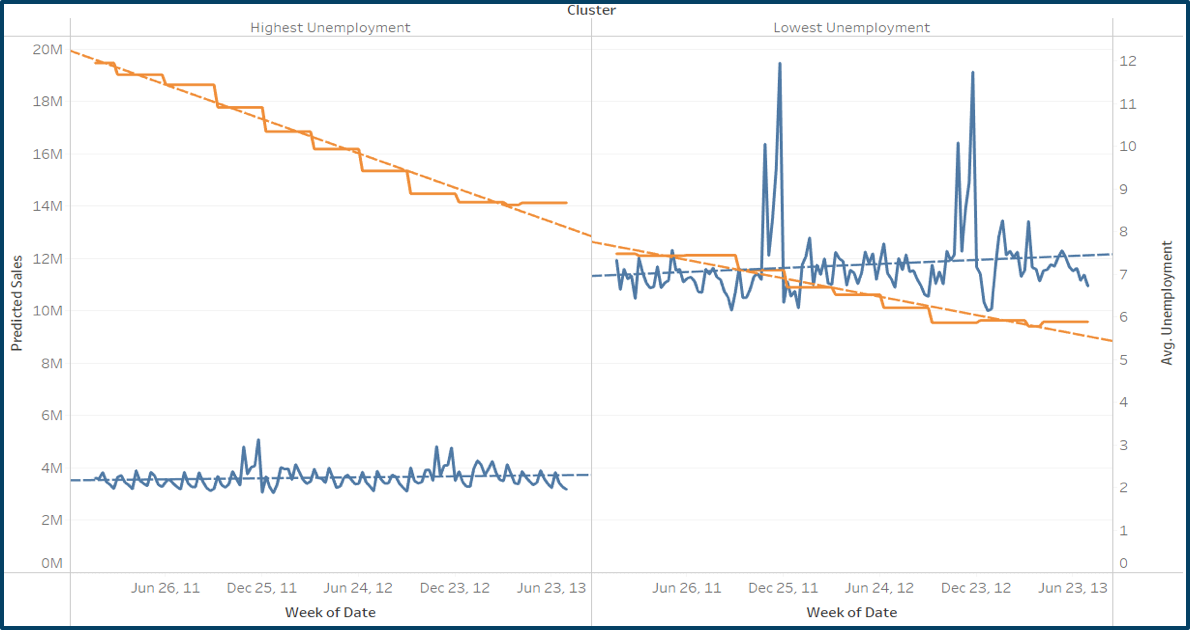 Cluster
Highest Unemployment
Lowest Unemployment
20M
18M
16M
14M
12M
10M
8M
6M
4M
2M
0M
Predicted Sales
12
11
10
9
8
7
6
5
4
3
2
1
0
Avg. Unemployment
Jun 26, 11
Dec 25, 11
Jun 24, 12
Dec 23, 12
Jun 23, 13
Jun 26, 11
Dec 25, 11
Jun 24, 12
Dec 23, 12
Jun 23, 13
Week of Date
Week of Date